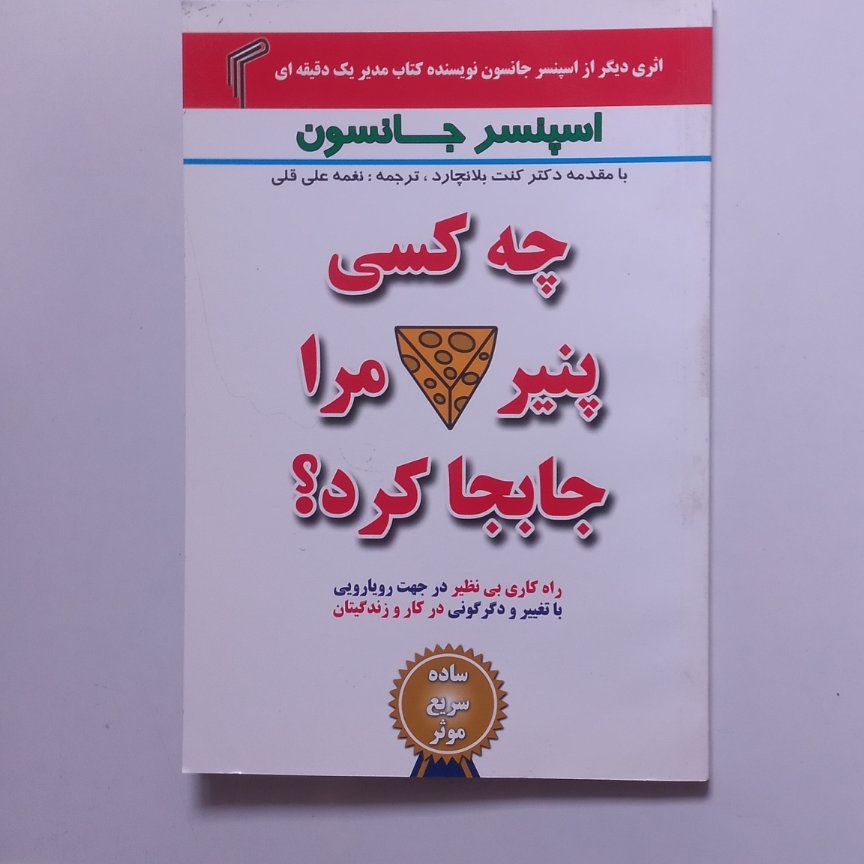 اثری دیگر از اسپنسر جانسون نویسنده کتاب مدیر یک دقیقه ای
اسپنسر جانسون
با مقدمه دکتر کنت بلانچارد ، ترجمه : نغمه علی قلی
چه کسی
پنیر مرا
جابجا کرد؟
راه کاری بی نظیر در جهت رویارویی
با تغییر و دگرگونی در کار و زندگیتان
ساده
سریع
موثر